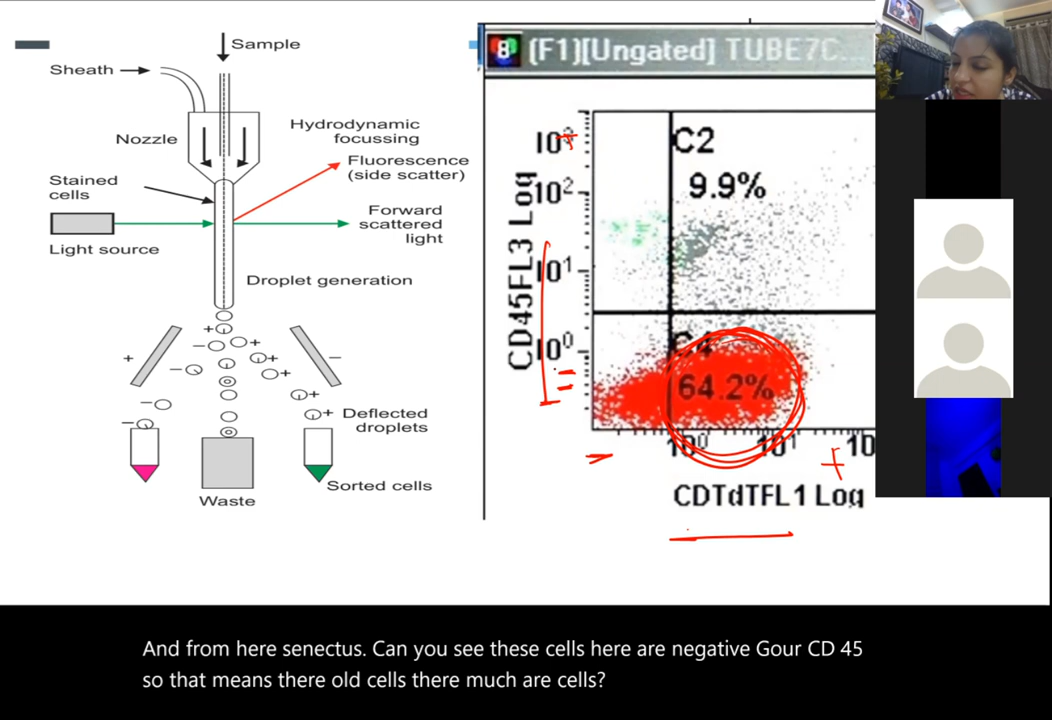 Sample
Sheath
Nozzle
Hydrodynamic
focussing
Fluorescence
(side scatter)
Stained
cells
Forward
scattered
light
Light source
Droplet generation
+
−
+
−
+
−
+
+
−
+
−
+
Deflected
droplets
Sorted cells
Waste
8 (F1)[Ungated] TUBE7C...
CD45FL3 Log
10²
10¹
10⁰
C2
9.9%
C4
64.2%
10⁰
10¹
10
CDTdTFL1 Log
+
−
+
And from here senectus. Can you see these cells here are negative Gour CD 45
so that means there old cells there much are cells?